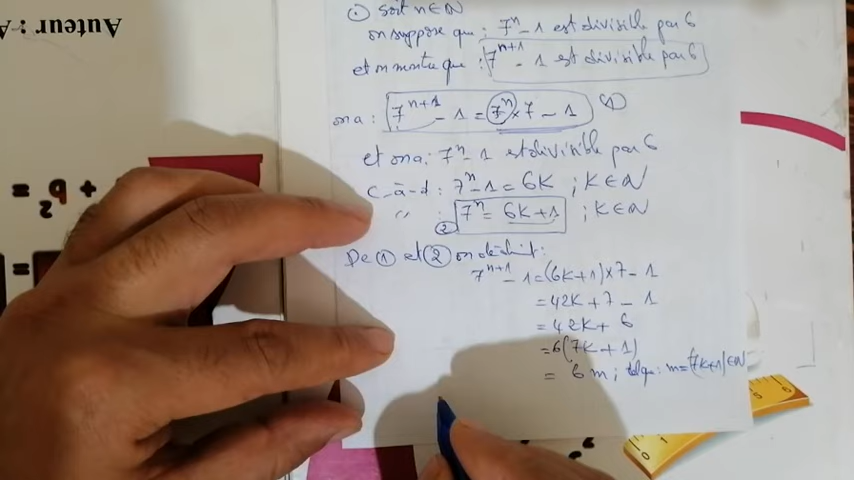 ① soit n∈ℕ
on suppose que : 7ⁿ - 1 est divisible par 6
et on montre que : 7ⁿ⁺¹ - 1 est divisible par 6
on a : 7ⁿ⁺¹ - 1 = 7ⁿ × 7 - 1 ①
et on a : 7ⁿ - 1 est divisible par 6
c-à-d : 7ⁿ - 1 = 6K ; K∈ℕ
〃 : 7ⁿ = 6K + 1 ; K∈ℕ
②
De ① et ② on déduit :
7ⁿ⁺¹ - 1 = (6K + 1) × 7 - 1
= 42K + 7 - 1
= 42K + 6
= 6(7K + 1)
= 6 m ; tel que : m = (7K+1) ∈ℕ
Auteur : A
+ b₂ =
=